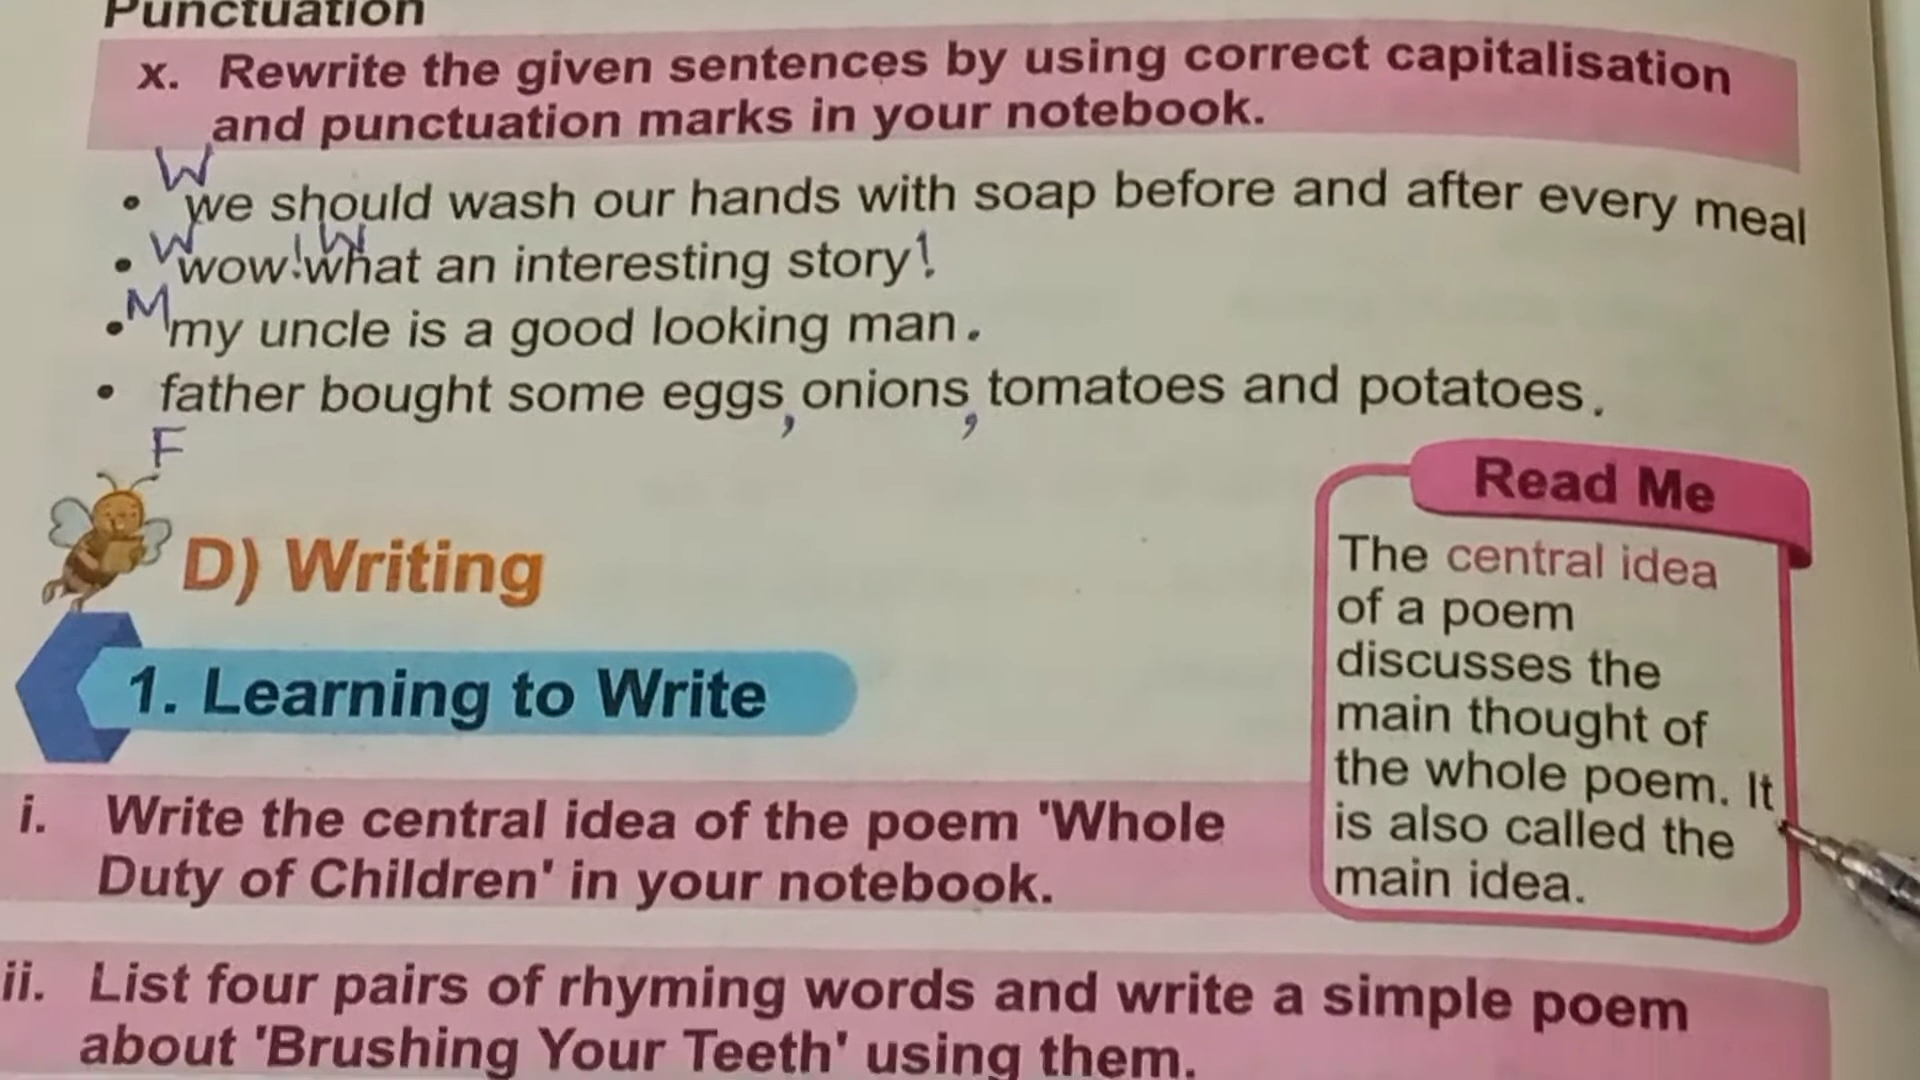 Punctuation
x. Rewrite the given sentences by using correct capitalisation
and punctuation marks in your notebook.
W
• we should wash our hands with soap before and after every meal
W ! W
• wow!what an interesting story!
M
• my uncle is a good looking man.
• father bought some eggs, onions, tomatoes and potatoes.
F
D) Writing
1. Learning to Write
i. Write the central idea of the poem 'Whole
Duty of Children' in your notebook.
Read Me
The central idea
of a poem
discusses the
main thought of
the whole poem. It
is also called the
main idea.
ii. List four pairs of rhyming words and write a simple poem
about 'Brushing Your Teeth' using them.